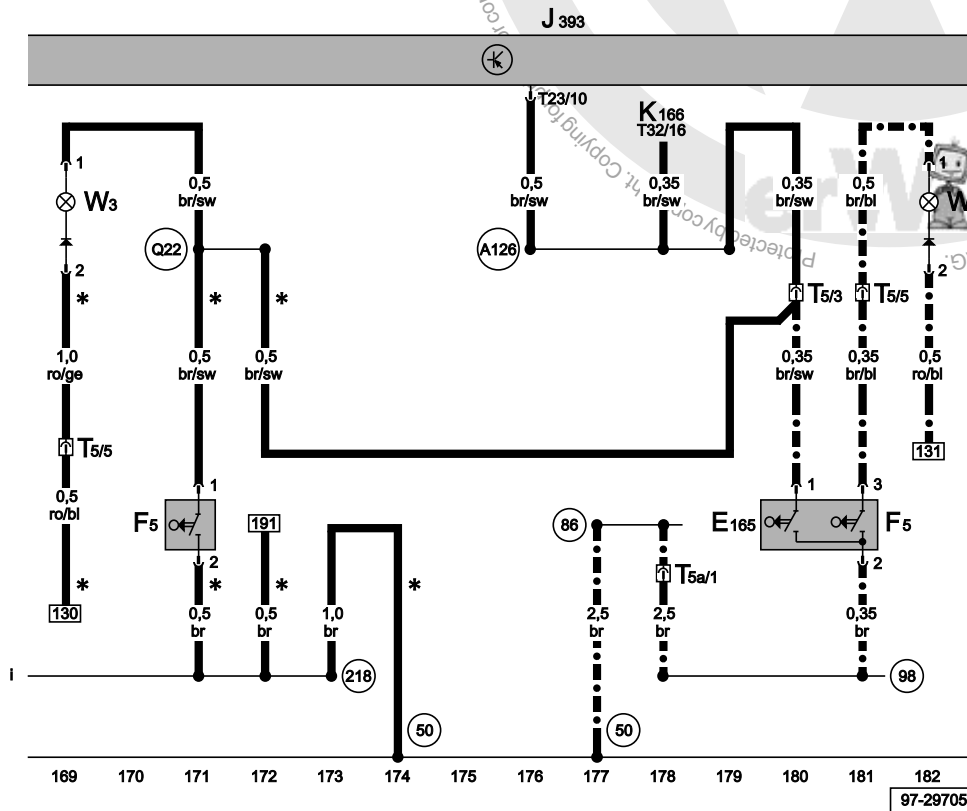 J 393
T23/10
K 166
T32/16
1
W3
0,5
br/sw
0,5
br/sw
0,35
br/sw
0,35
br/sw
0,5
br/bl
1
W
Q22
A126
2
*
*
*
T5/3
T5/5
2
1,0
ro/ge
0,5
br/sw
0,5
br/sw
0,35
br/sw
0,35
br/bl
0,5
ro/bl
T5/5
131
0,5
ro/bl
1
1
3
F5
191
86
E165
F5
2
T5a/1
2
*
*
*
130
0,5
br
0,5
br
1,0
br
2,5
br
2,5
br
0,35
br
i
218
98
50
50
169 170 171 172 173 174 175 176 177 178 179 180 181 182
97-29705
Protected by copyright. Copying for